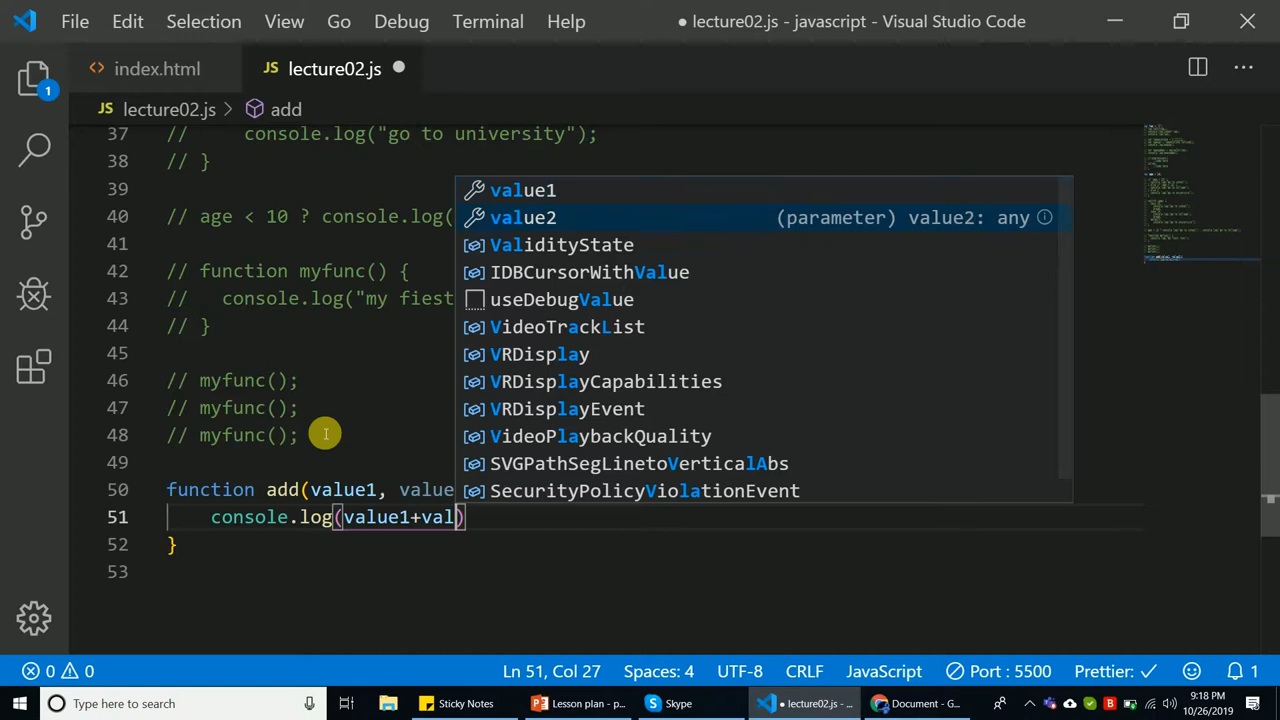 File Edit Selection View Go Debug Terminal Help ● lecture02.js - javascript - Visual Studio Code
<> index.html JS lecture02.js ●
JS lecture02.js > add
1
37 //      console.log("go to university");
38 // }
39
40 // age < 10 ? console.log(
41
42 // function myfunc() {
43 //   console.log("my fiest
44 // }
45
46 // myfunc();
47 // myfunc();
48 // myfunc();
49
50 function add(value1, value
51     console.log(value1+val)
52 }
53
value1
value2 (parameter) value2: any
ValidityState
IDBCursorWithValue
useDebugValue
VideoTrackList
VRDisplay
VRDisplayCapabilities
VRDisplayEvent
VideoPlaybackQuality
SVGPathSegLinetoVerticalAbs
SecurityPolicyViolationEvent
0 0 Ln 51, Col 27 Spaces: 4 UTF-8 CRLF JavaScript Port : 5500 Prettier: ✓ 1
Type here to search Sticky Notes Lesson plan - p... Skype ● lecture02.js - ... Document - G... 9:18 PM
10/26/2019